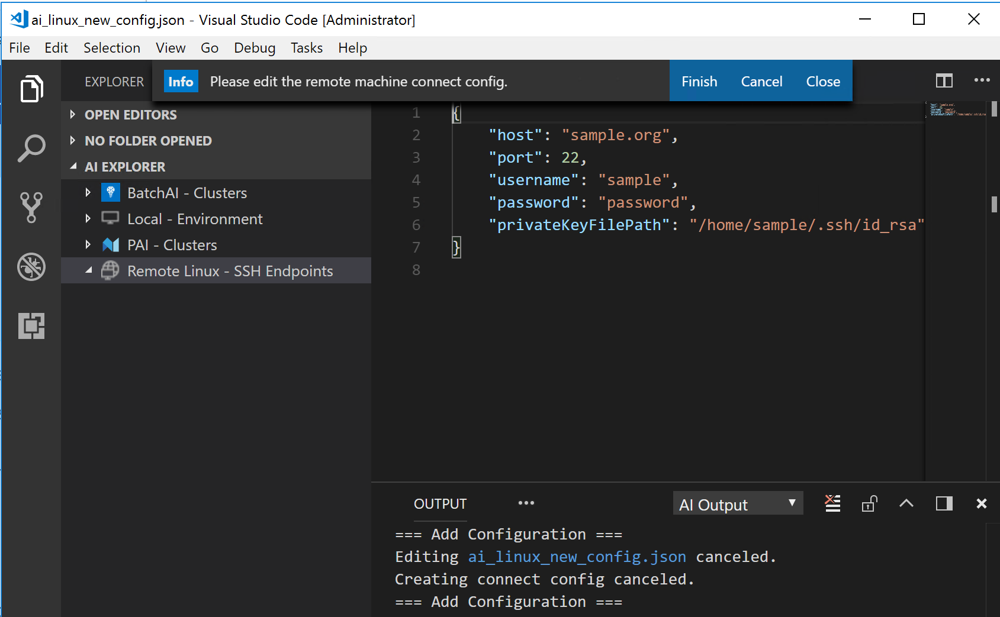 ai_linux_new_config.json - Visual Studio Code [Administrator]
File Edit Selection View Go Debug Tasks Help
EXPLORER
Info Please edit the remote machine connect config. Finish Cancel Close
OPEN EDITORS
NO FOLDER OPENED
AI EXPLORER
BatchAI - Clusters
Local - Environment
PAI - Clusters
Remote Linux - SSH Endpoints
1 {
2 "host": "sample.org",
3 "port": 22,
4 "username": "sample",
5 "password": "password",
6 "privateKeyFilePath": "/home/sample/.ssh/id_rsa"
7 }
8
OUTPUT ••• AI Output
=== Add Configuration ===
Editing ai_linux_new_config.json canceled.
Creating connect config canceled.
=== Add Configuration ===